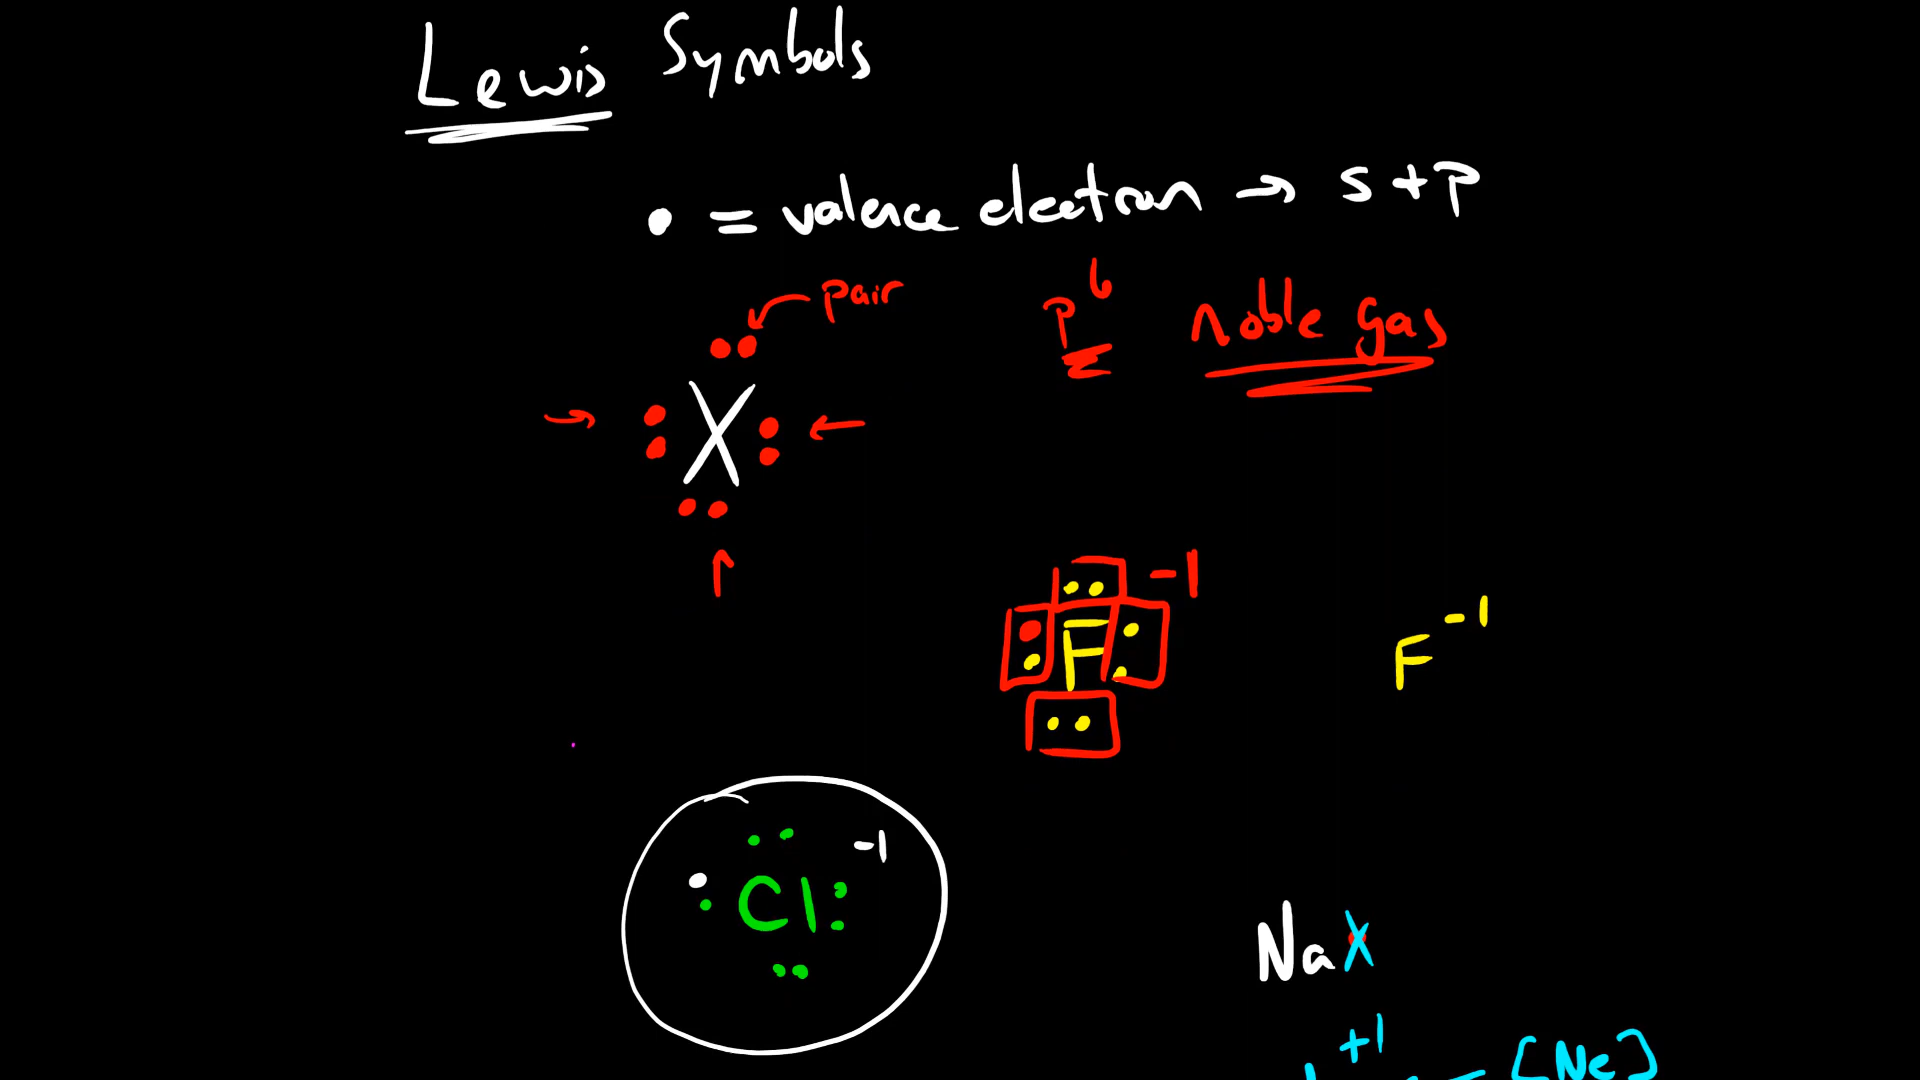 Lewis Symbols
• = valence electron → s + p
pair
p⁶ Noble gas
X
F -1
F -1
Cl -1
NaX
+1
= [Ne]